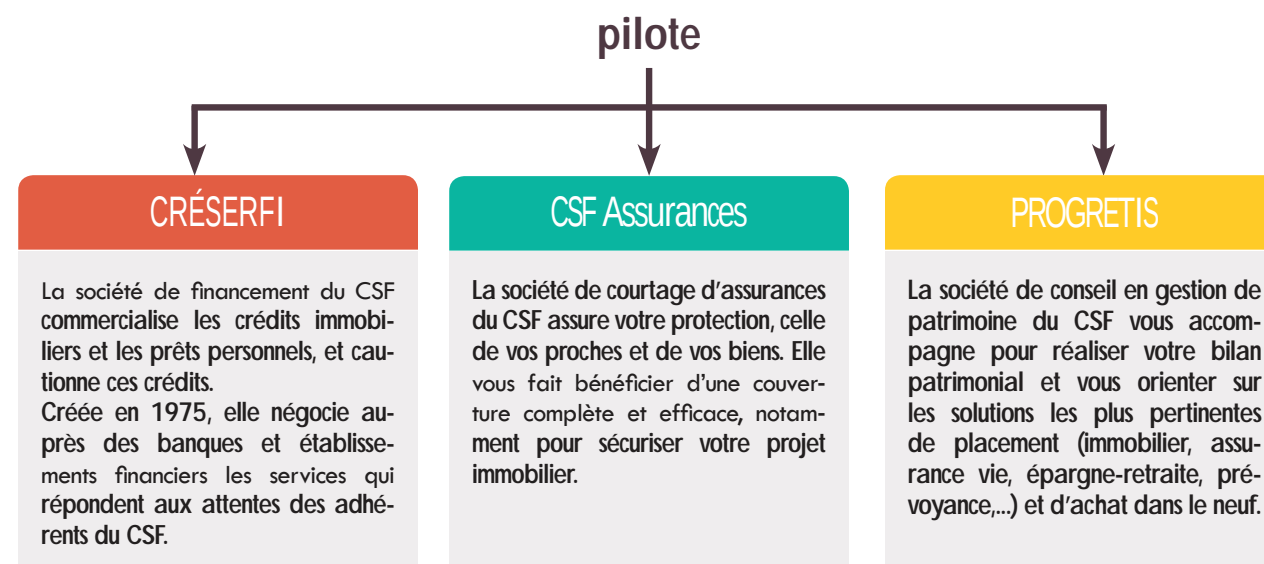 pilote
CRÉSERFI
La société de financement du CSF
commercialise les crédits immobi-
liers et les prêts personnels, et cau-
tionne ces crédits.
Créée en 1975, elle négocie au-
près des banques et établisse-
ments financiers les services qui
répondent aux attentes des adhé-
rents du CSF.
CSF Assurances
La société de courtage d'assurances
du CSF assure votre protection, celle
de vos proches et de vos biens. Elle
vous fait bénéficier d'une couver-
ture complète et efficace, notam-
ment pour sécuriser votre projet
immobilier.
PROGRETIS
La société de conseil en gestion de
patrimoine du CSF vous accom-
pagne pour réaliser votre bilan
patrimonial et vous orienter sur
les solutions les plus pertinentes
de placement (immobilier, assu-
rance vie, épargne-retraite, pré-
voyance,...) et d'achat dans le neuf.